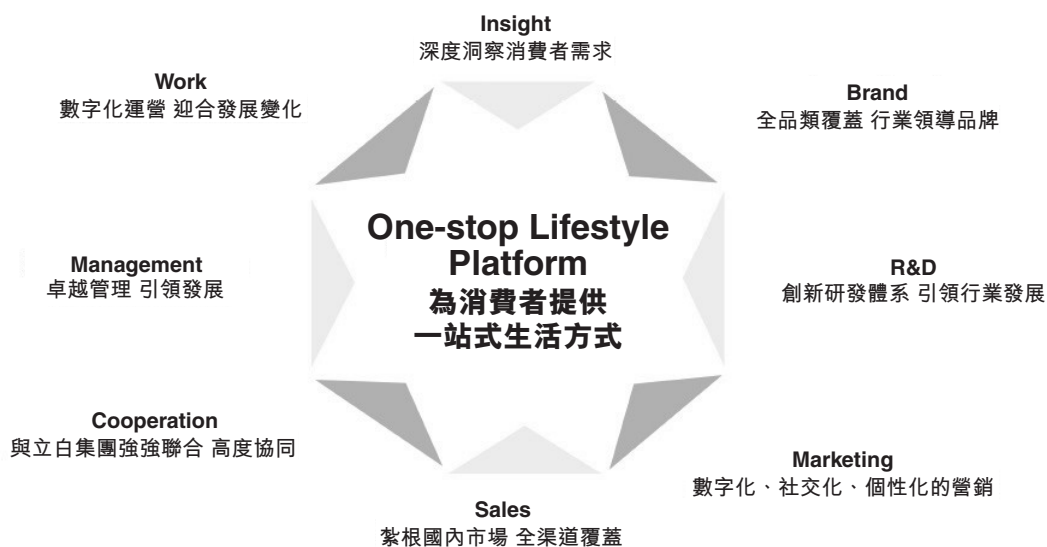 Insight
深度洞察消費者需求
Work
數字化運營 迎合發展變化
Brand
全品類覆蓋 行業領導品牌
One-stop Lifestyle
Platform
為消費者提供
一站式生活方式
Management
卓越管理 引領發展
R&D
創新研發體系 引領行業發展
Cooperation
與立白集團強強聯合 高度協同
Marketing
數字化、社交化、個性化的營銷
Sales
紮根國內市場 全渠道覆蓋